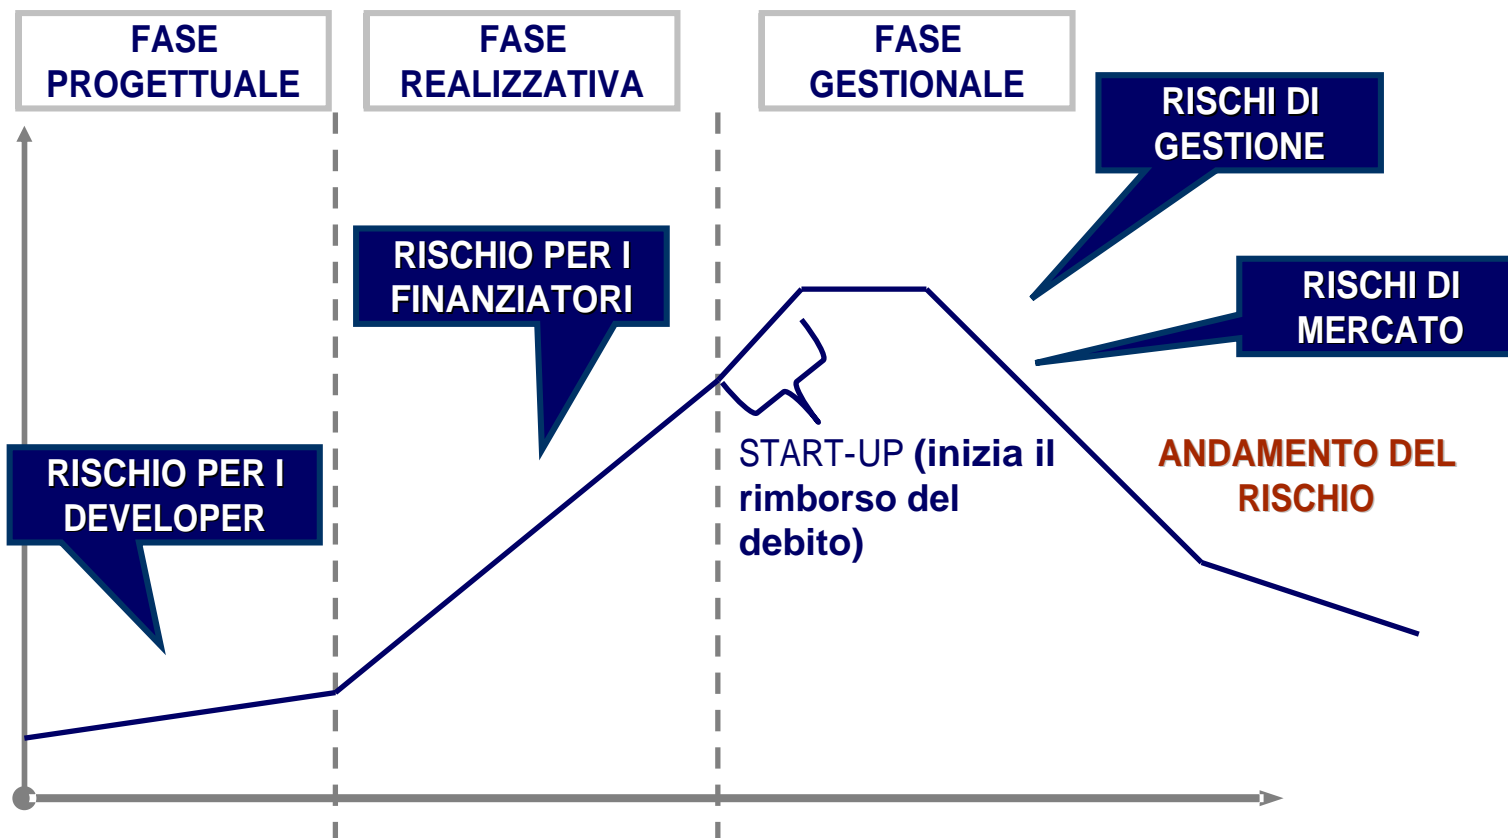 FASE
PROGETTUALE
FASE
REALIZZATIVA
FASE
GESTIONALE
RISCHI DI
GESTIONE
RISCHIO PER I
FINANZIATORI
RISCHI DI
MERCATO
RISCHIO PER I
DEVELOPER
START-UP (inizia il
rimborso del
debito)
ANDAMENTO DEL
RISCHIO